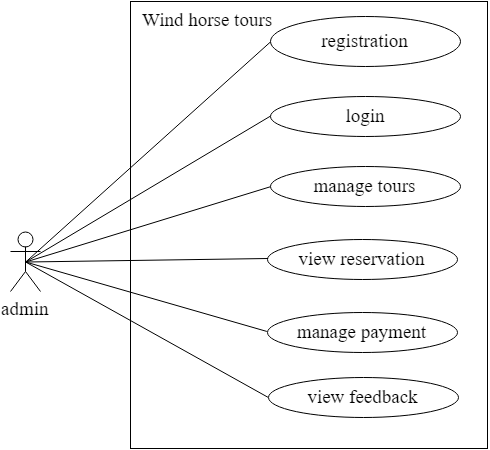 Wind horse tours
registration
login
manage tours
view reservation
admin
manage payment
view feedback